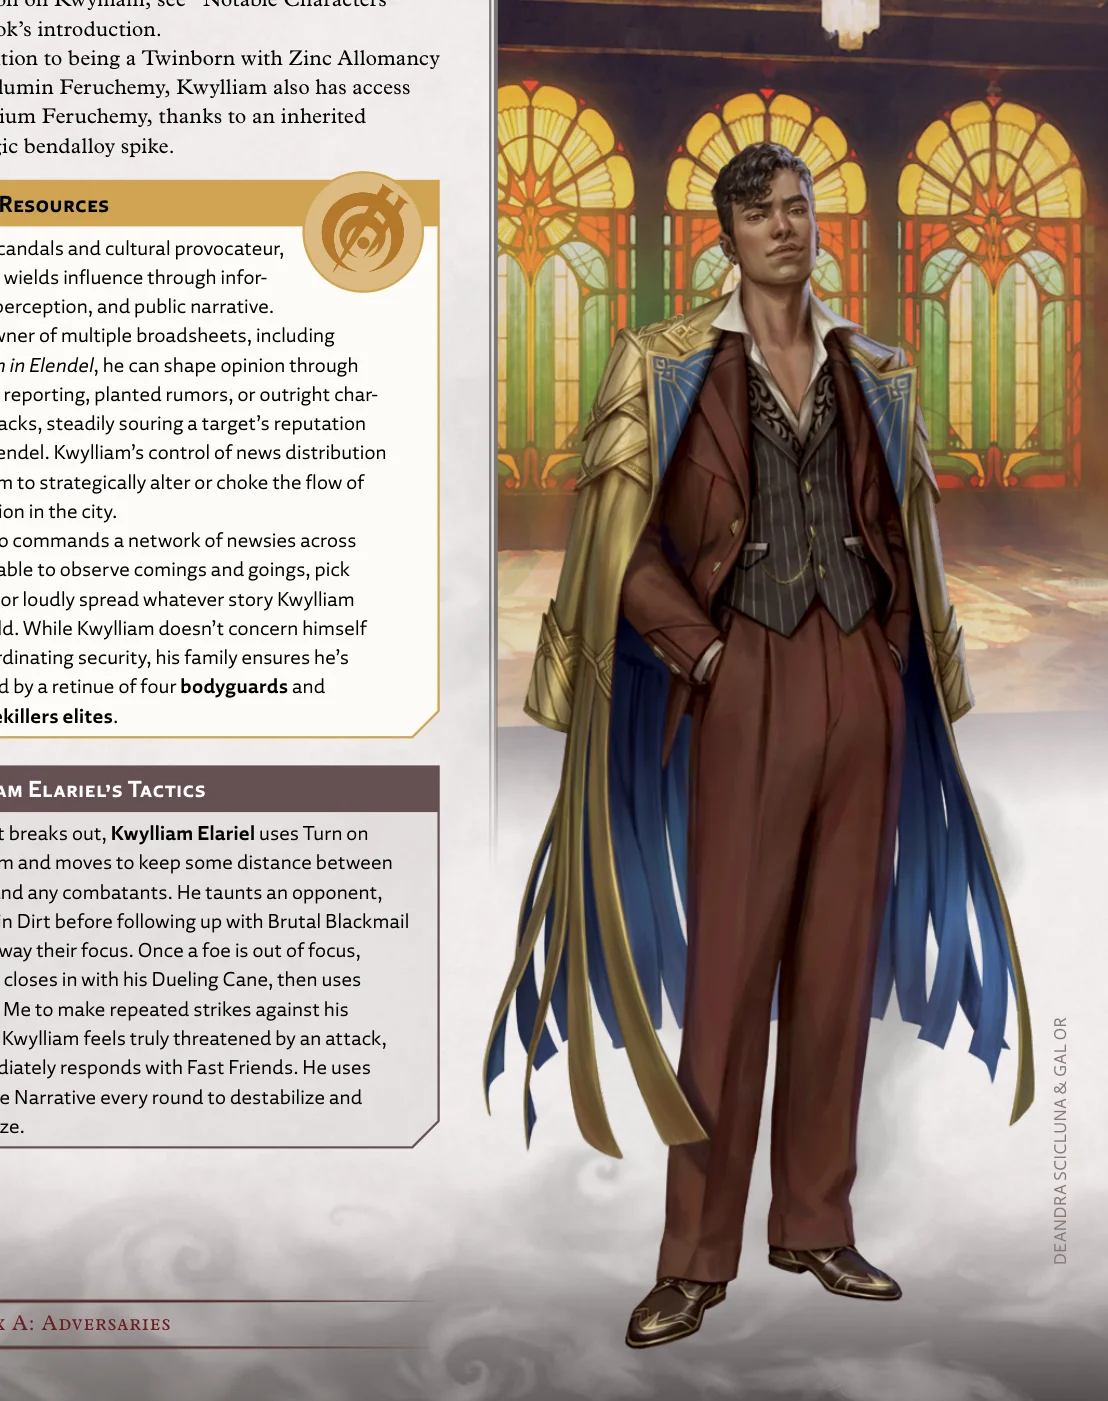 on on Kwylliam, see "Notable Characters"
ok's introduction.
tion to being a Twinborn with Zinc Allomancy
lumin Feruchemy, Kwylliam also has access
ium Feruchemy, thanks to an inherited
gic bendalloy spike.
Resources
candals and cultural provocateur,
wields influence through infor-
perception, and public narrative.
wner of multiple broadsheets, including
n in Elendel, he can shape opinion through
reporting, planted rumors, or outright char-
acks, steadily souring a target's reputation
endel. Kwylliam's control of news distribution
m to strategically alter or choke the flow of
ion in the city.
o commands a network of newsies across
able to observe comings and goings, pick
or loudly spread whatever story Kwylliam
ld. While Kwylliam doesn't concern himself
rdinating security, his family ensures he's
d by a retinue of four bodyguards and
ekillers elites.
am Elariel's Tactics
t breaks out, Kwylliam Elariel uses Turn on
m and moves to keep some distance between
and any combatants. He taunts an opponent,
in Dirt before following up with Brutal Blackmail
way their focus. Once a foe is out of focus,
closes in with his Dueling Cane, then uses
Me to make repeated strikes against his
Kwylliam feels truly threatened by an attack,
diately responds with Fast Friends. He uses
e Narrative every round to destabilize and
ze.
x A: Adversaries
DEANDRA SCICLUNA & GAL OR